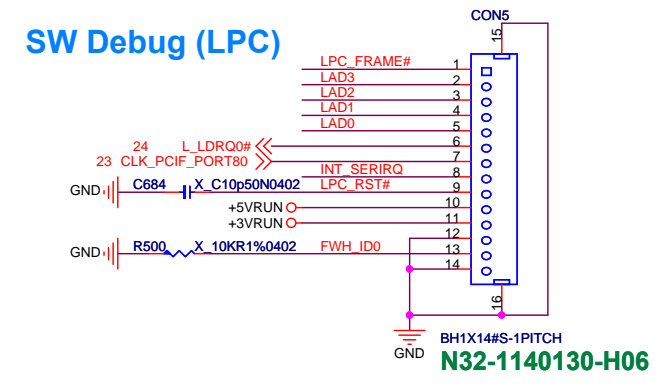 CON5
SW Debug (LPC)
15
LPC_FRAME# 1
LAD3 2
LAD2 3
LAD1 4
LAD0 5
24 L_LDRQ0# 6
23 CLK_PCIF_PORT80 7
INT_SERIRQ 8
GND C684 X_C10p50N0402 LPC_RST# 9
+5VRUN 10
+3VRUN 11
12
GND R500 X_10KR1%0402 FWH_ID0 13
14
16
GND
BH1X14#S-1PITCH
N32-1140130-H06